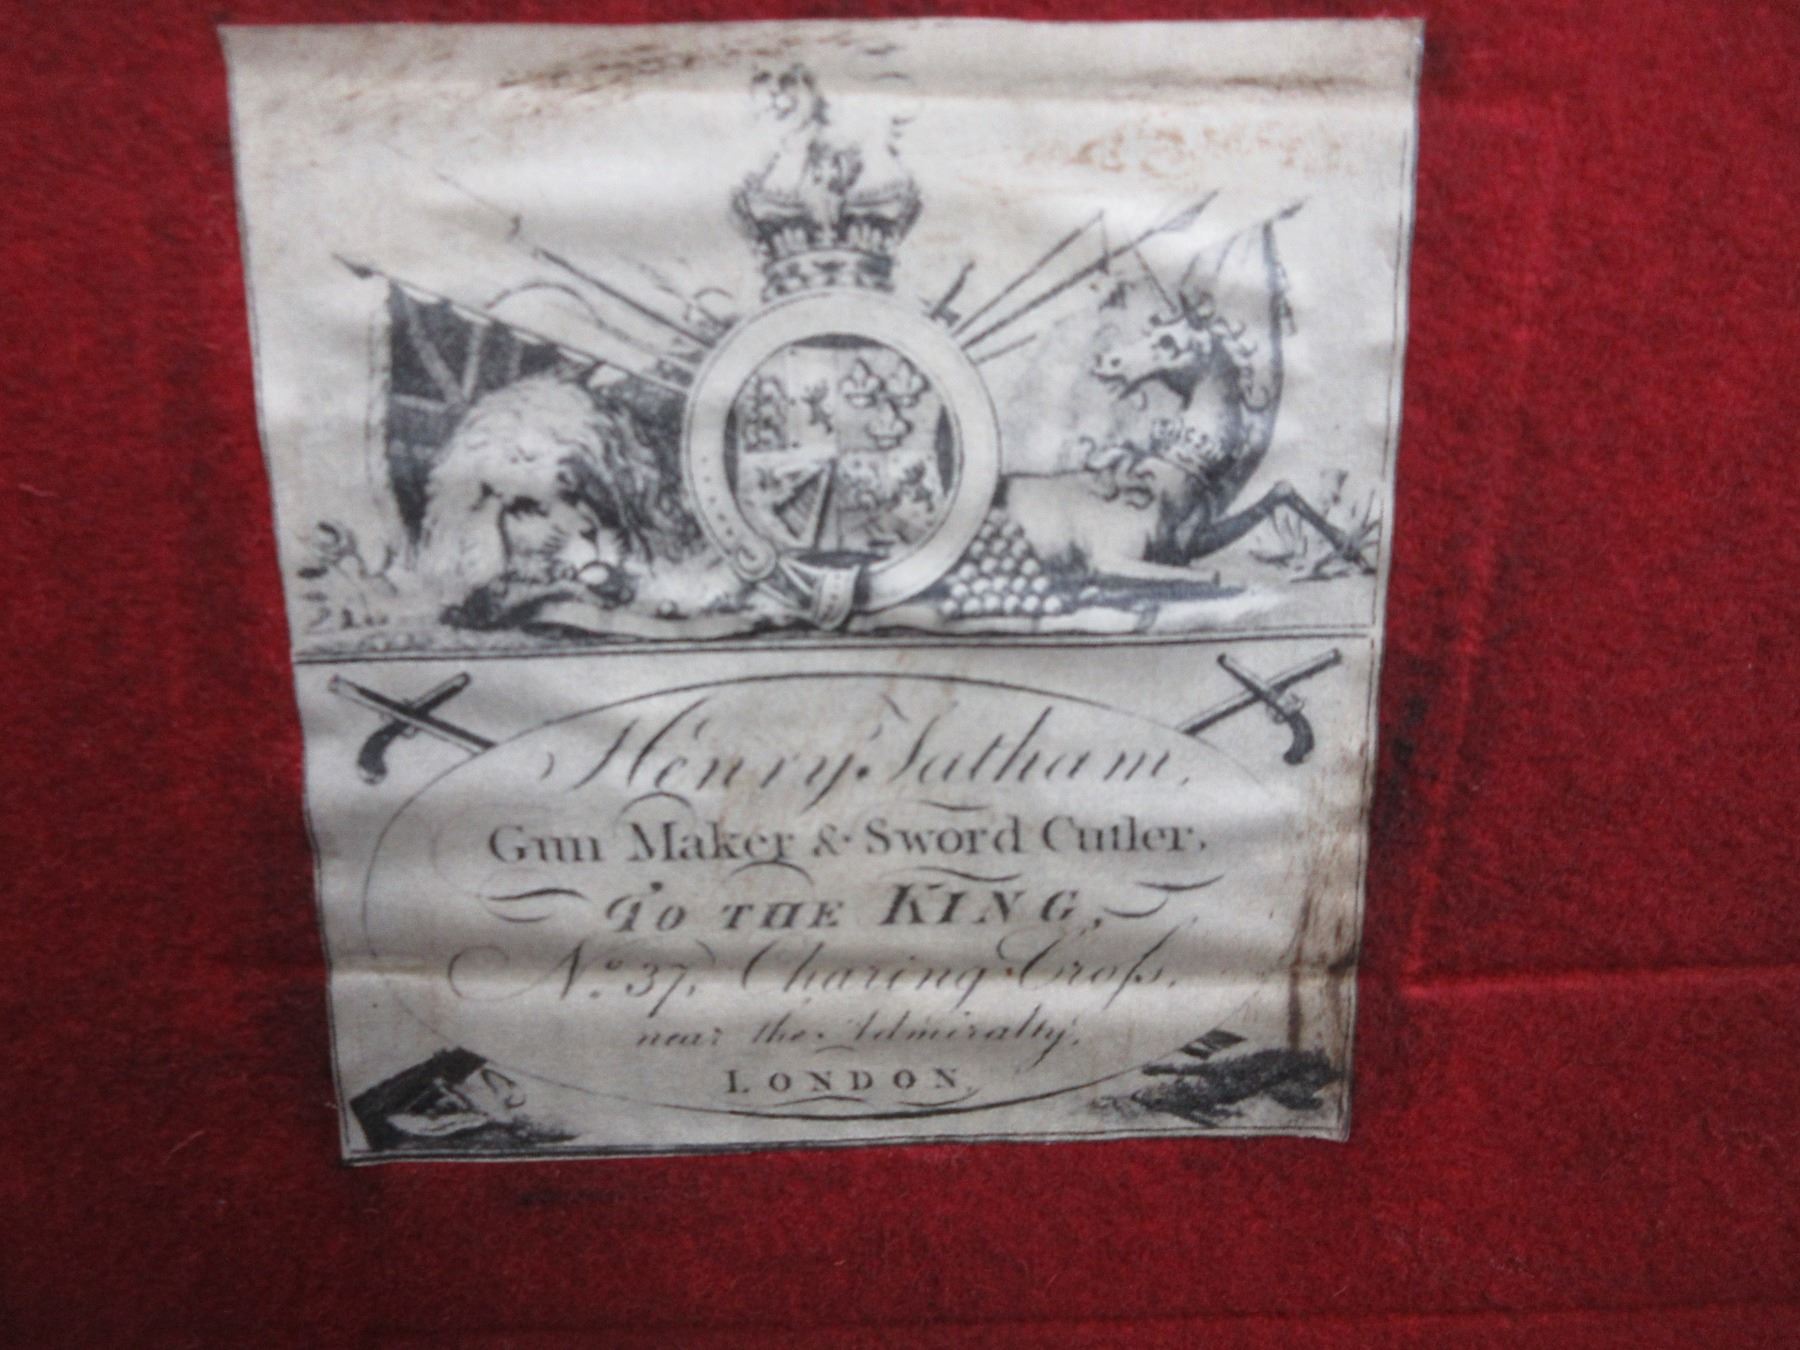 Henry Tatham,
Gun Maker & Sword Cutler,
To THE KING,
No. 37, Charing Croſs,
near the Admiralty,
LONDON,